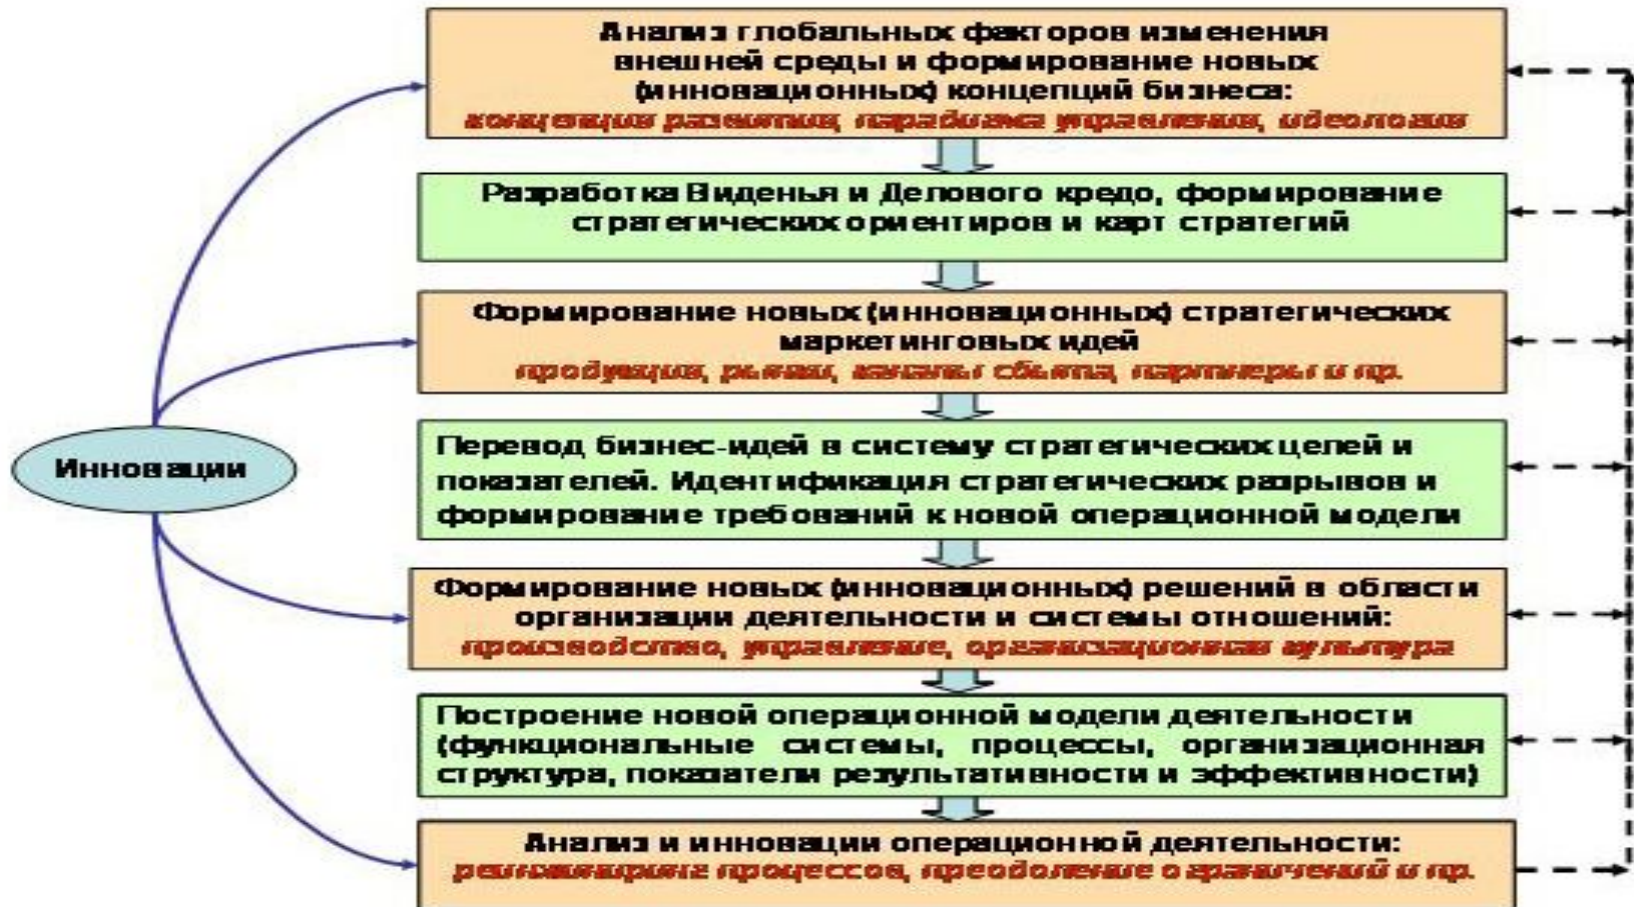 Анализ глобальных факторов изменения
внешней среды и формирование новых
(инновационных) концепций бизнеса:
концепция развития, парадигма управления, идеология
Разработка Виденья и Делового кредо, формирование
стратегических ориентиров и карт стратегий
Формирование новых (инновационных) стратегических
маркетинговых идей
продукция, рынки, каналы сбыта, партнеры и пр.
Инновации
Перевод бизнес-идей в систему стратегических целей и
показателей. Идентификация стратегических разрывов и
формирование требований к новой операционной модели
Формирование новых (инновационных) решений в области
организации деятельности и системы отношений:
производство, управление, организационная культура
Построение новой операционной модели деятельности
(функциональные системы, процессы, организационная
структура, показатели результативности и эффективности)
Анализ и инновации операционной деятельности:
реинжиниринг процессов, преодоление ограничений и пр.